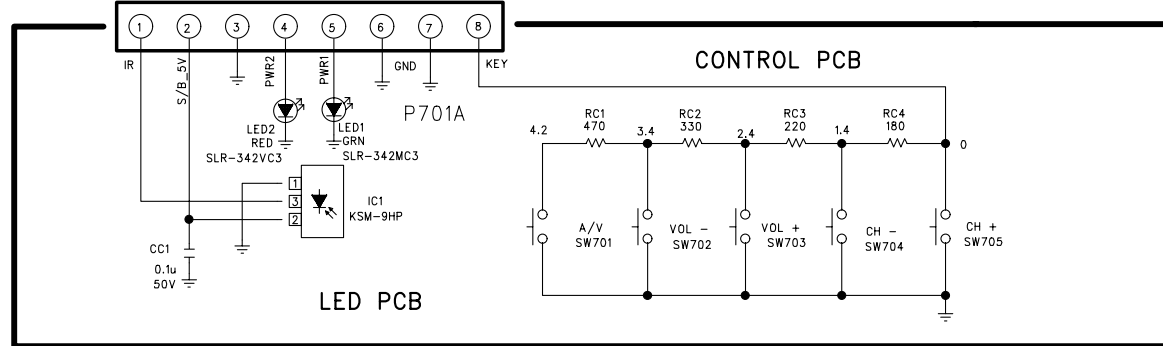 1 2 3 4 5 6 7 8
IR
S/B_5V
PWR2
PWR1
GND
KEY
CONTROL PCB
P701A
LED2
RED
SLR-342VC3
LED1
GRN
SLR-342MC3
4.2
RC1
470
3.4
RC2
330
2.4
RC3
220
1.4
RC4
180
0
1
3
2
IC1
KSM-9HP
A/V
SW701
VOL -
SW702
VOL +
SW703
CH -
SW704
CH +
SW705
CC1
0.1u
50V
LED PCB